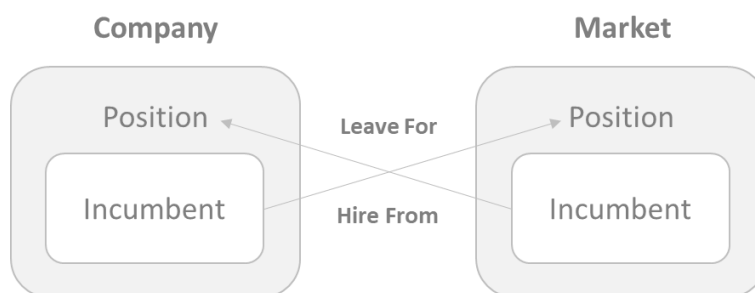 Company
Market
Position
Leave For
Position
Incumbent
Hire From
Incumbent